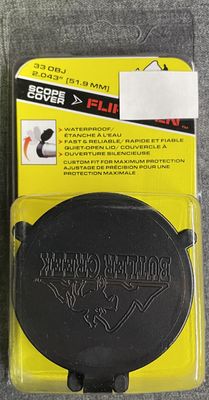 33 OBJ
2.043" [51.9 MM]
SCOPE
COVER
WATERPROOF/
ÉTANCHE À L'EAU
FAST & RELIABLE/ RAPIDE ET FIABLE
QUIET-OPEN LID/ COUVERCLE À
OUVERTURE SILENCIEUSE
CUSTOM FIT FOR MAXIMUM PROTECTION
AJUSTAGE DE PRÉCISION POUR UNE
PROTECTION MAXIMALE
BUTLER
CREEK